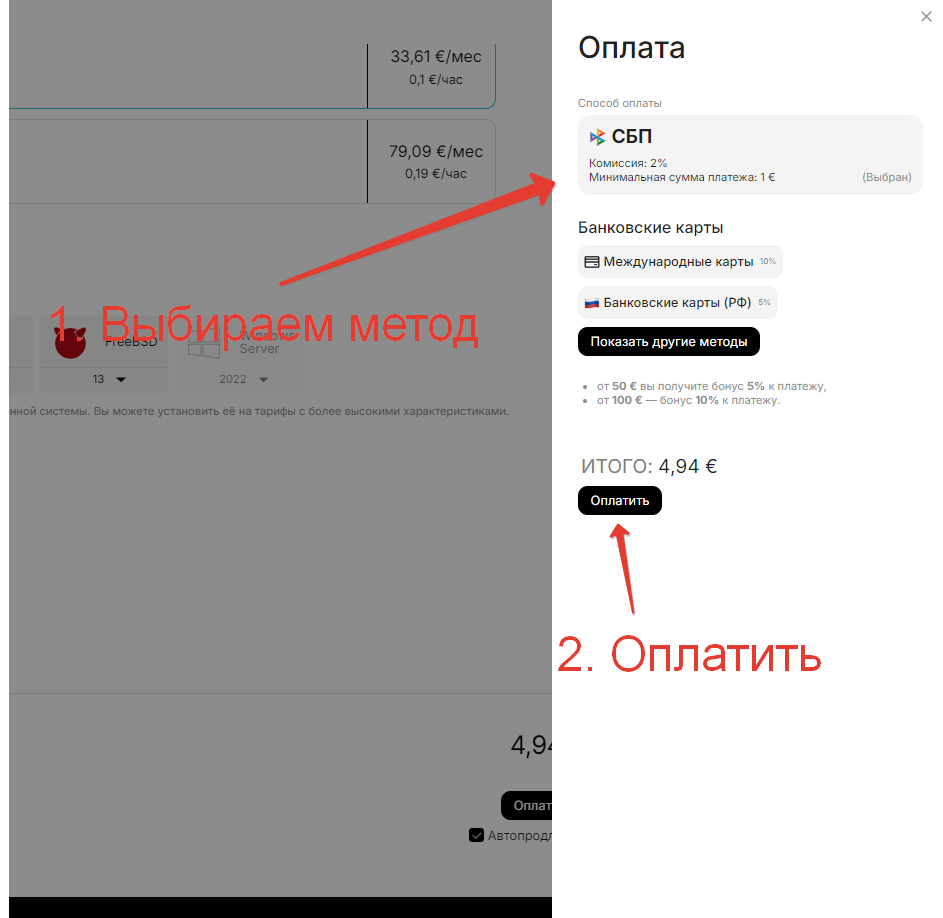 33,61 €/мес
0,1 €/час
79,09 €/мес
0,19 €/час
1. Выбираем метод
FreeBSD
Windows
Server
13
2022
нной системы. Вы можете установить её на тарифы с более высокими характеристиками.
4,94
Оплат
Автопродл
Оплата
Способ оплаты
СБП
Комиссия: 2%
Минимальная сумма платежа: 1 €
(Выбран)
Банковские карты
Международные карты 10%
Банковские карты (РФ) 5%
Показать другие методы
от 50 € вы получите бонус 5% к платежу,
от 100 € — бонус 10% к платежу.
ИТОГО: 4,94 €
Оплатить
2. Оплатить